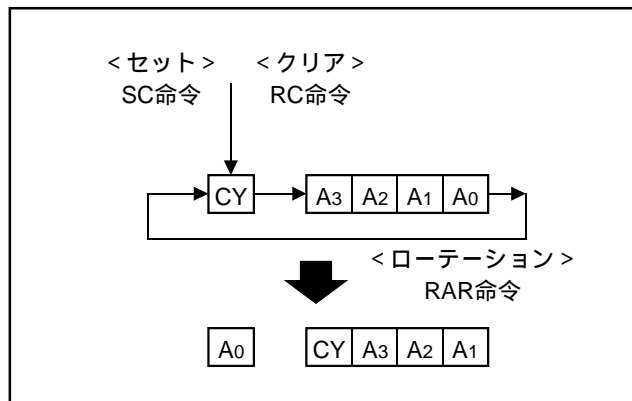 <セット> <クリア>
SC命令 RC命令
CY A3 A2 A1 A0
<ローテーション>
RAR命令
A0 CY A3 A2 A1